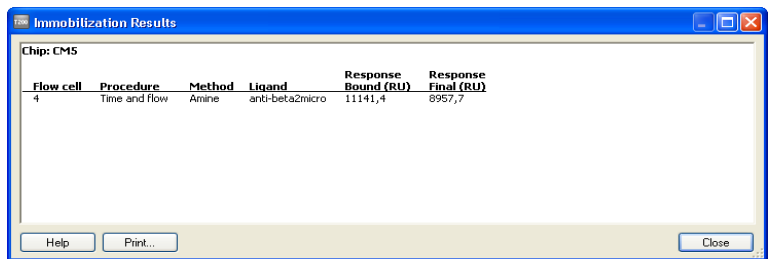 T200 Immobilization Results
Chip: CM5
Response Response
Flow cell Procedure Method Ligand Bound (RU) Final (RU)
4 Time and flow Amine anti-beta2micro 11141,4 8957,7
Help Print... Close